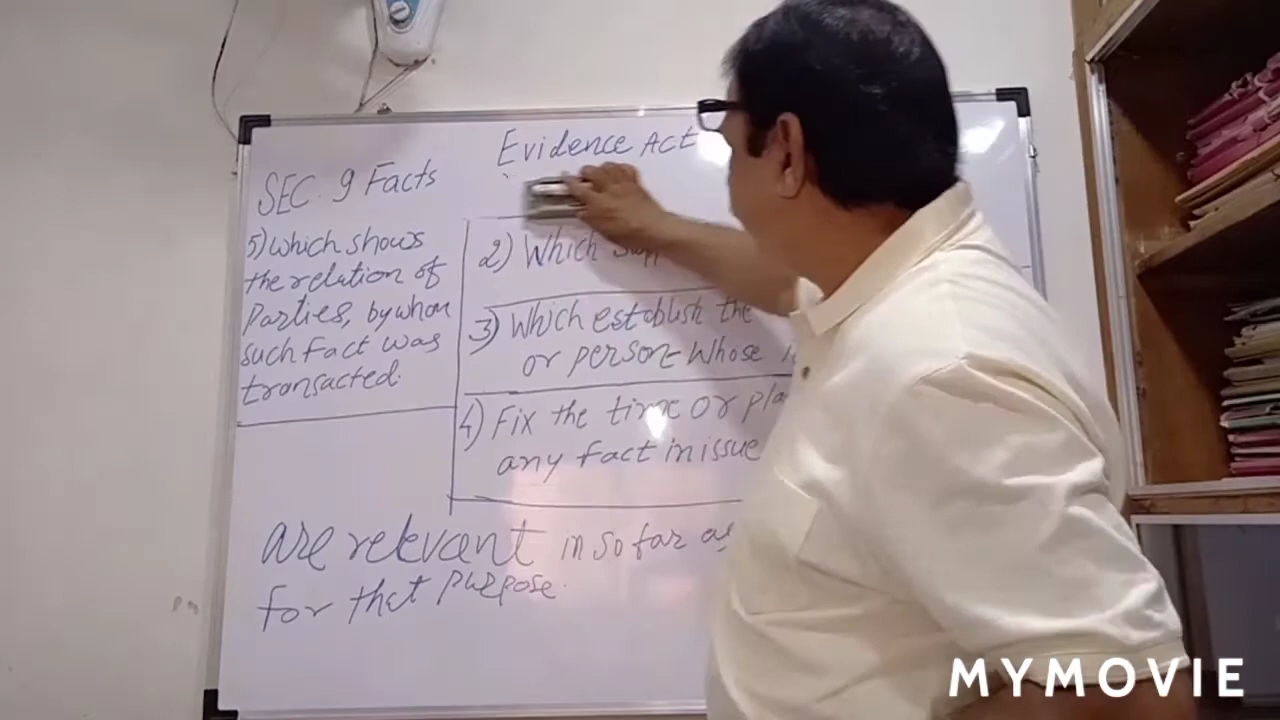 Evidence Act
SEC. 9 Facts
5) which shows
the relation of
Parties, by whom
such Fact was
transacted.
2) Which
3) Which establish the
or person whose
4) Fix the time or
any fact in issue
are relevant in so far as
for that purpose.
MYMOVIE